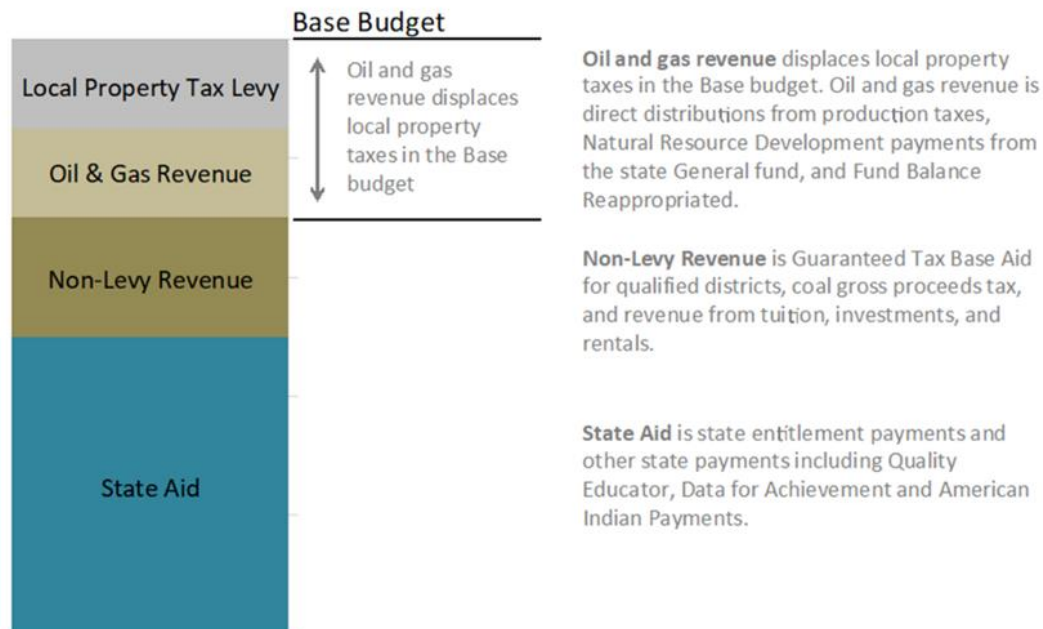 Base Budget
Local Property Tax Levy
Oil & Gas Revenue
Non-Levy Revenue
State Aid
Oil and gas
revenue displaces
local property
taxes in the Base
budget
Oil and gas revenue displaces local property
taxes in the Base budget. Oil and gas revenue is
direct distributions from production taxes,
Natural Resource Development payments from
the state General fund, and Fund Balance
Reappropriated.
Non-Levy Revenue is Guaranteed Tax Base Aid
for qualified districts, coal gross proceeds tax,
and revenue from tuition, investments, and
rentals.
State Aid is state entitlement payments and
other state payments including Quality
Educator, Data for Achievement and American
Indian Payments.